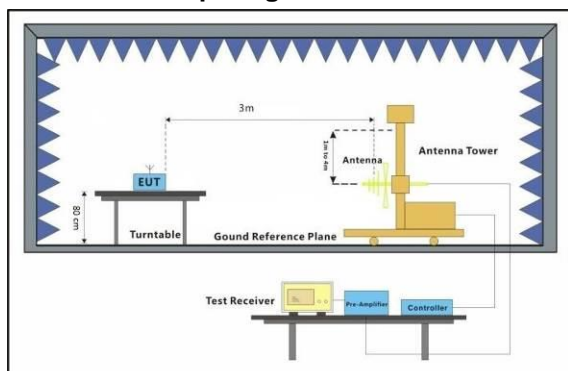 3m
1m to 4m
Antenna
Antenna Tower
EUT
80 cm
Turntable
Gound Reference Plane
Test Receiver
Pre-Amplifier
Controller